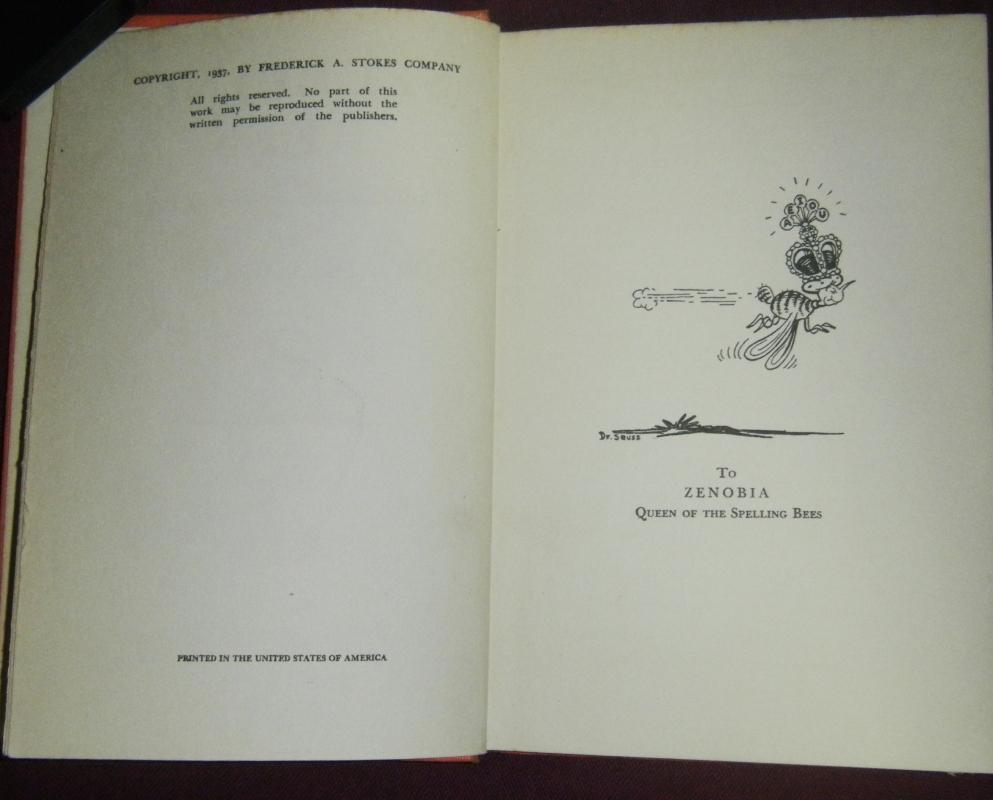 COPYRIGHT, 1937, BY FREDERICK A. STOKES COMPANY
All rights reserved. No part of this
work may be reproduced without the
written permission of the publishers.
PRINTED IN THE UNITED STATES OF AMERICA
A E I O U
Dr. Seuss
To
ZENOBIA
QUEEN OF THE SPELLING BEES